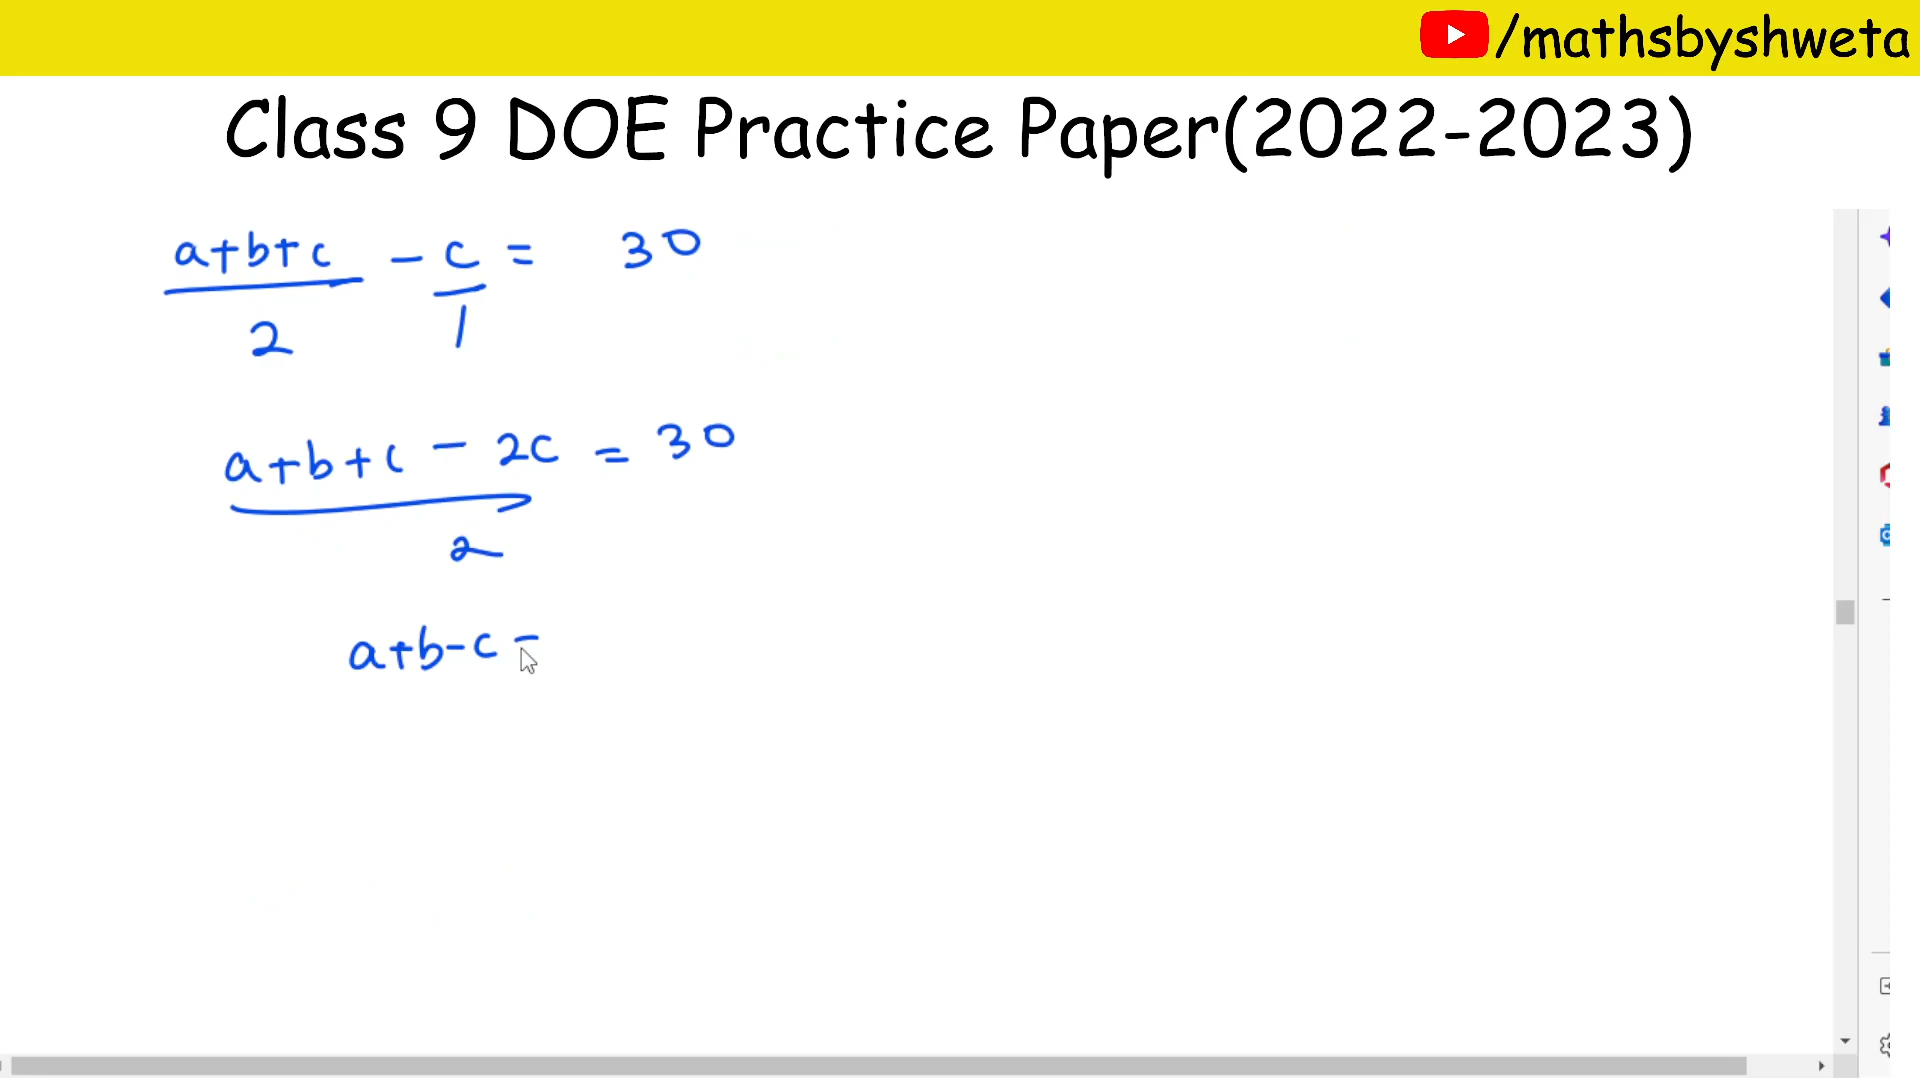 /mathsbyshweta
Class 9 DOE Practice Paper(2022-2023)
a+b+c/2 - c/1 = 30
a+b+c - 2c/2 = 30
a+b-c =